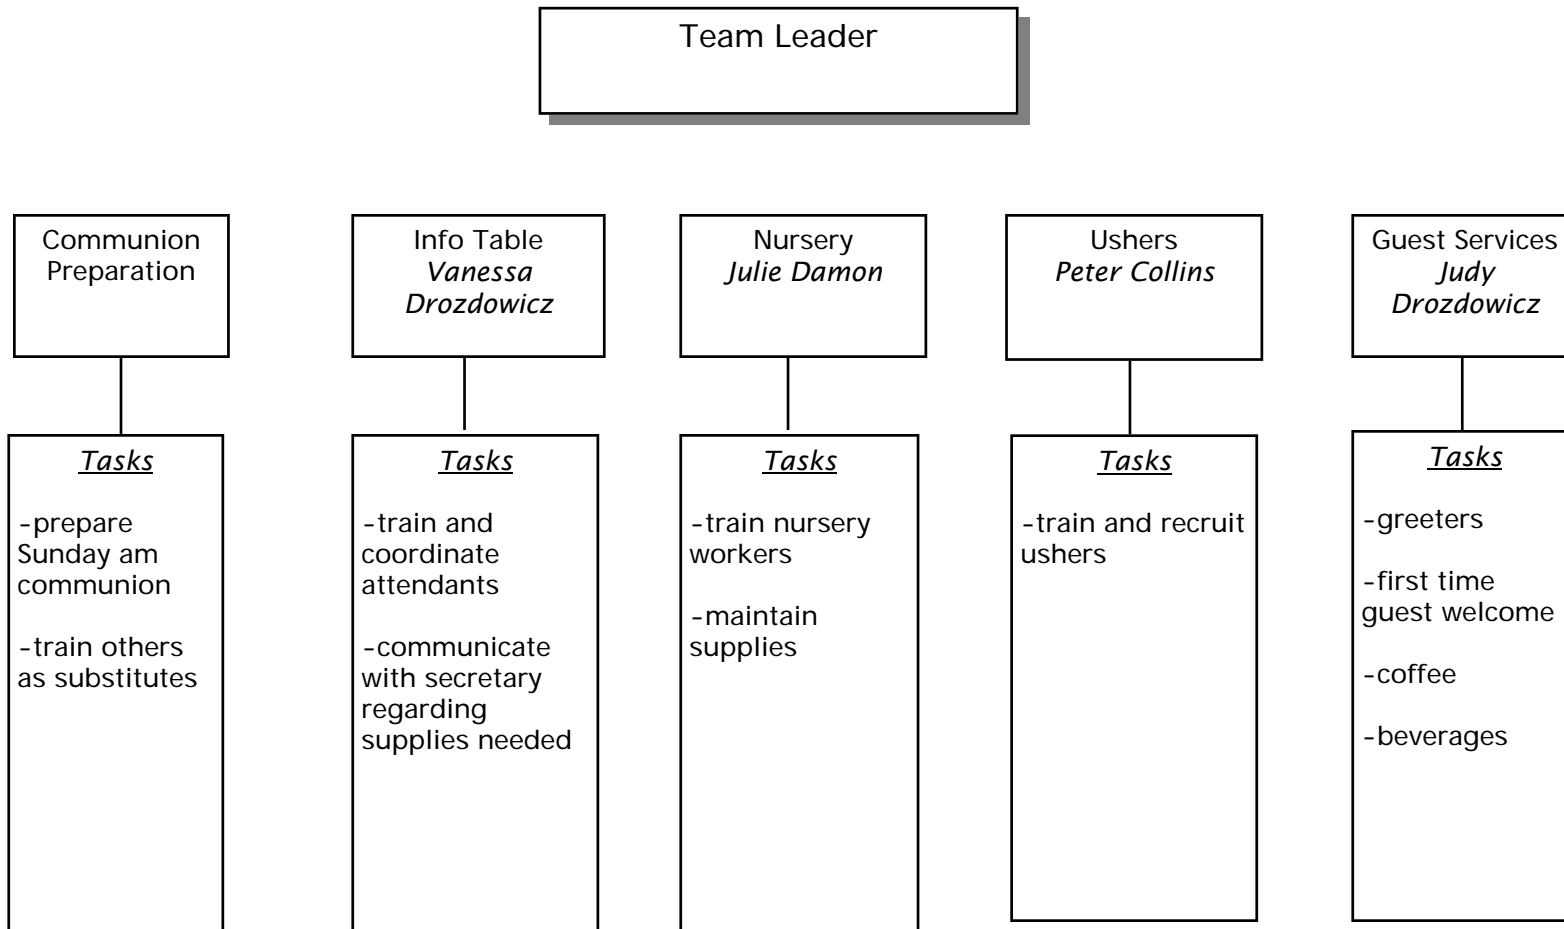 Team Leader
Communion
Preparation
Info Table
Vanessa
Drozdowicz
Nursery
Julie Damon
Ushers
Peter Collins
Guest Services
Judy
Drozdowicz
Tasks
-prepare
Sunday am
communion
-train others
as substitutes
Tasks
-train and
coordinate
attendants
-communicate
with secretary
regarding
supplies needed
Tasks
-train nursery
workers
-maintain
supplies
Tasks
-train and recruit
ushers
Tasks
-greeters
-first time
guest welcome
-coffee
-beverages